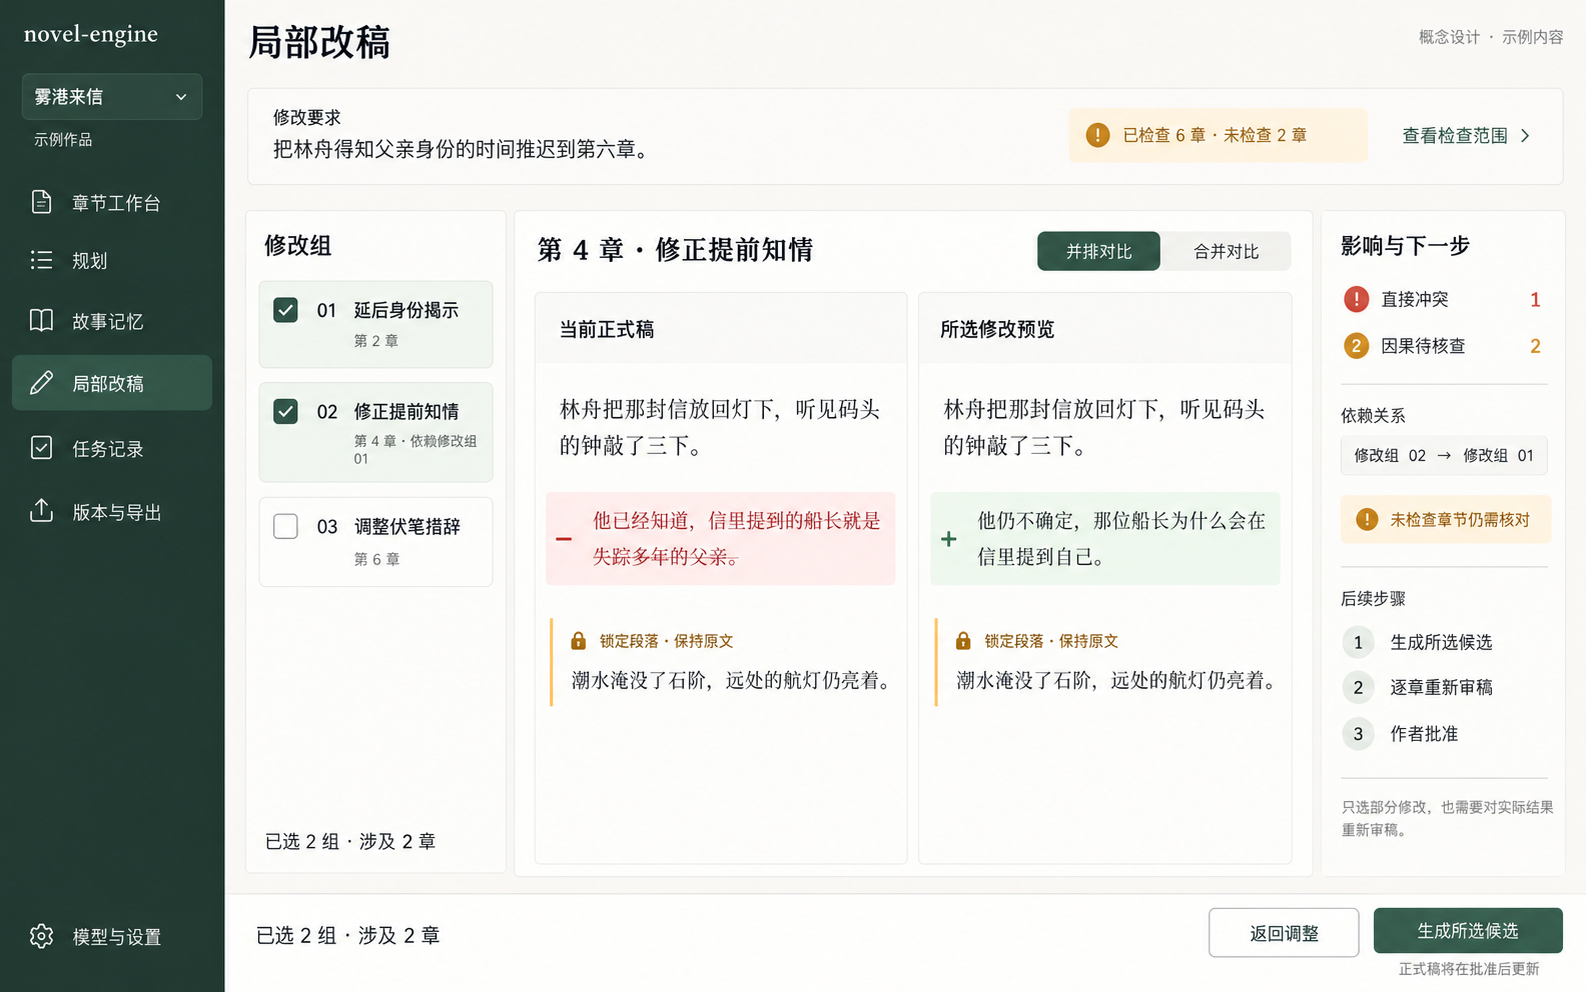 novel-engine
雾港来信
示例作品
章节工作台
规划
故事记忆
局部改稿
任务记录
版本与导出
模型与设置
局部改稿
概念设计 · 示例内容
修改要求
把林舟得知父亲身份的时间推迟到第六章。
! 已检查 6 章 · 未检查 2 章
查看检查范围
修改组
01 延后身份揭示
第 2 章
02 修正提前知情
第 4 章 · 依赖修改组
01
03 调整伏笔措辞
第 6 章
已选 2 组 · 涉及 2 章
第 4 章 · 修正提前知情
并排对比
合并对比
当前正式稿
林舟把那封信放回灯下，听见码头
的钟敲了三下。
− 他已经知道，信里提到的船长就是
失踪多年的父亲。
锁定段落 · 保持原文
潮水淹没了石阶，远处的航灯仍亮着。
所选修改预览
林舟把那封信放回灯下，听见码头
的钟敲了三下。
+ 他仍不确定，那位船长为什么会在
信里提到自己。
锁定段落 · 保持原文
潮水淹没了石阶，远处的航灯仍亮着。
影响与下一步
! 直接冲突 1
2 因果待核查 2
依赖关系
修改组 02 → 修改组 01
! 未检查章节仍需核对
后续步骤
1 生成所选候选
2 逐章重新审稿
3 作者批准
只选部分修改，也需要对实际结果
重新审稿。
已选 2 组 · 涉及 2 章
返回调整
生成所选候选
正式稿将在批准后更新